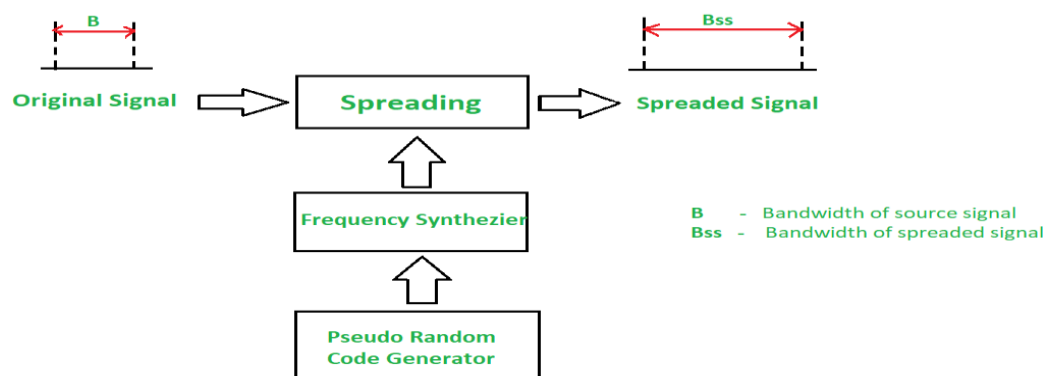 B
Bss
Original Signal
Spreading
Spreaded Signal
Frequency Synthezier
B - Bandwidth of source signal
Bss - Bandwidth of spreaded signal
Pseudo Random
Code Generator